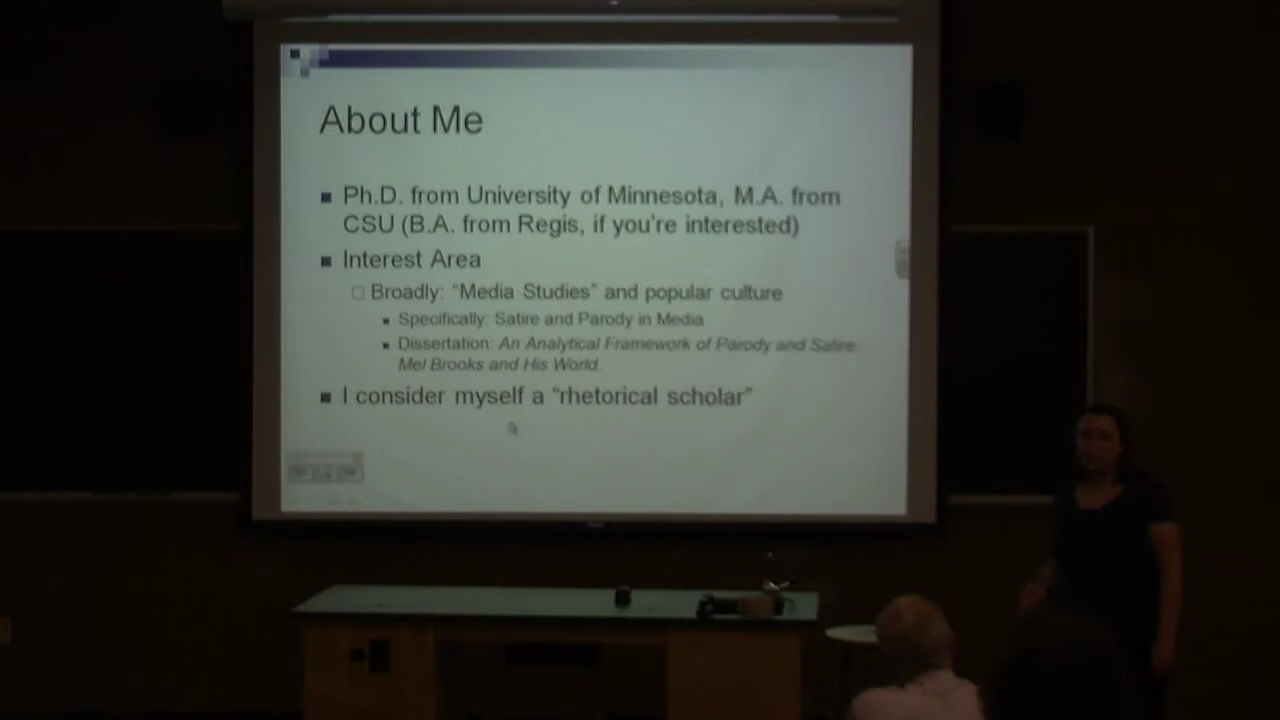 About Me
Ph.D. from University of Minnesota, M.A. from
CSU (B.A. from Regis, if you're interested)
Interest Area
Broadly: “Media Studies” and popular culture
Specifically: Satire and Parody in Media
Dissertation: An Analytical Framework of Parody and Satire:
Mel Brooks and His World.
I consider myself a “rhetorical scholar”